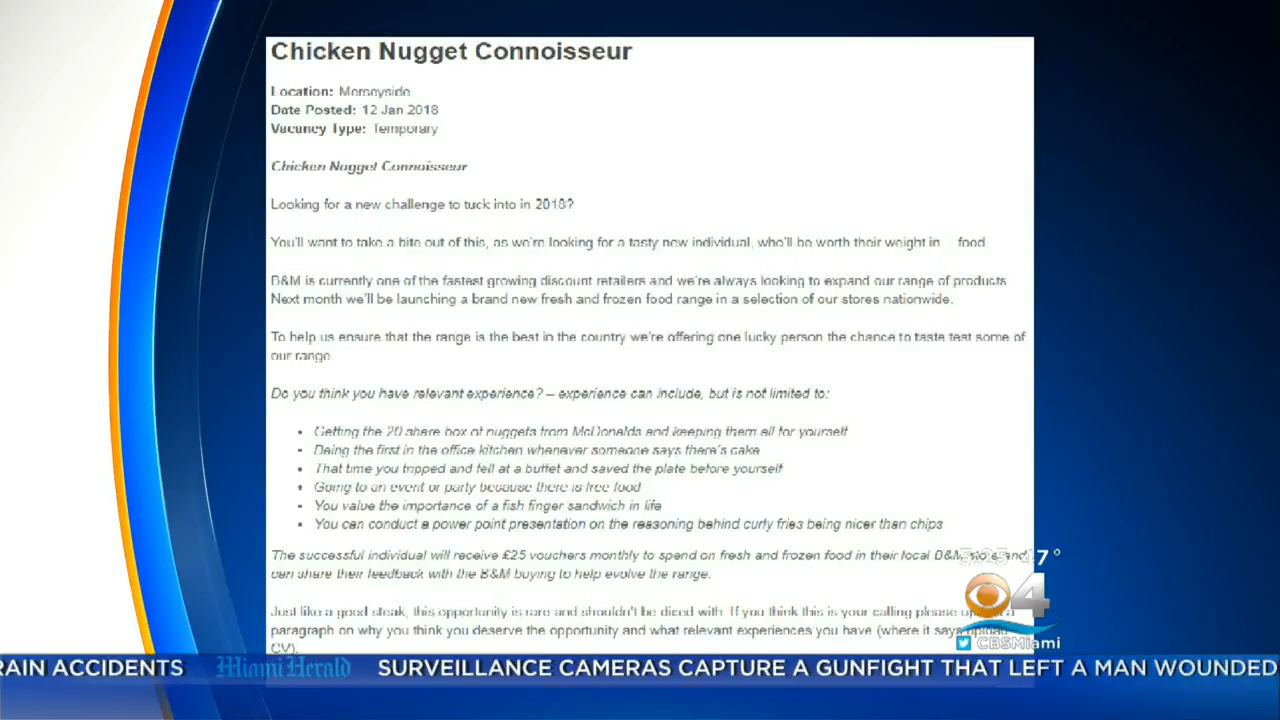 Chicken Nugget Connoisseur
Location: Merseyside
Date Posted: 12 Jan 2018
Vacancy Type: Temporary
Chicken Nugget Connoisseur
Looking for a new challenge to tuck into in 2018?
You'll want to take a bite out of this, as we're looking for a tasty new individual, who'll be worth their weight in food
B&M is currently one of the fastest growing discount retailers and we're always looking to expand our range of products
Next month we'll be launching a brand new fresh and frozen food range in a selection of our stores nationwide.
To help us ensure that the range is the best in the country we're offering one lucky person the chance to taste test some of
our range
Do you think you have relevant experience? – experience can include, but is not limited to:
• Getting the 20 share box of nuggets from McDonalds and keeping them all for yourself
• Being the first in the office kitchen whenever someone says there's cake
• That time you tripped and fell at a buffet and saved the plate before yourself
• Going to an event or party because there is free food
• You value the importance of a fish finger sandwich in life
• You can conduct a power point presentation on the reasoning behind curly fries being nicer than chips
The successful individual will receive £25 vouchers monthly to spend on fresh and frozen food in their local B&M store and
can share their feedback with the B&M buying to help evolve the range.
Just like a good steak, this opportunity is rare and shouldn't be diced with. If you think this is your calling please a
paragraph on why you think you deserve the opportunity and what relevant experiences you have (where it says upload
CV).
5:25 47°
4
CBSMiami
RAIN ACCIDENTS Miami Herald SURVEILLANCE CAMERAS CAPTURE A GUNFIGHT THAT LEFT A MAN WOUNDED